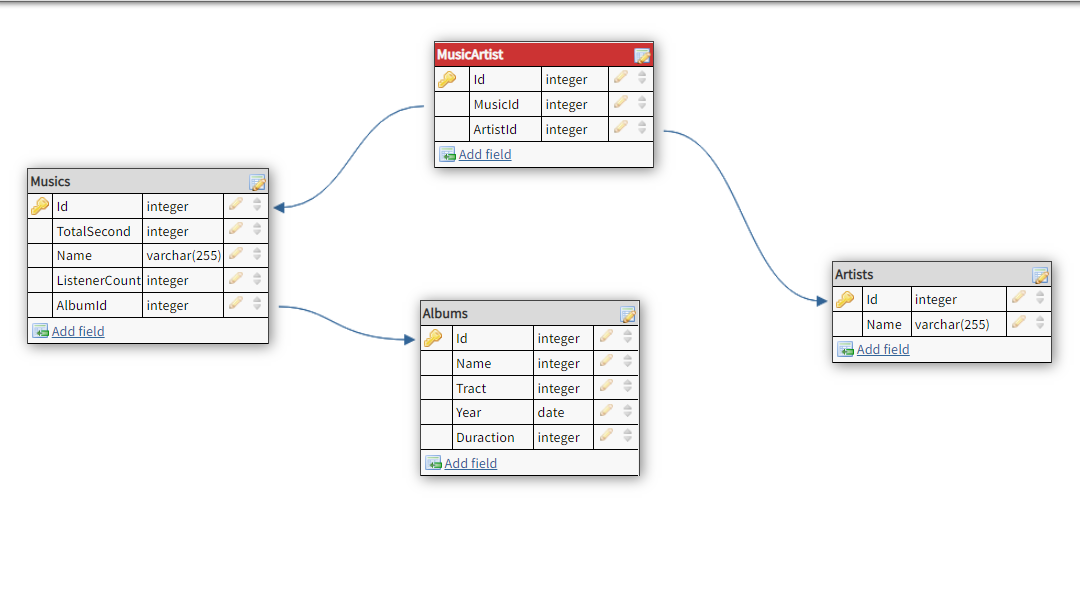 MusicArtist
Id integer
MusicId integer
ArtistId integer
Add field
Musics
Id integer
TotalSecond integer
Name varchar(255)
ListenerCount integer
AlbumId integer
Add field
Albums
Id integer
Name integer
Tract integer
Year date
Duraction integer
Add field
Artists
Id integer
Name varchar(255)
Add field